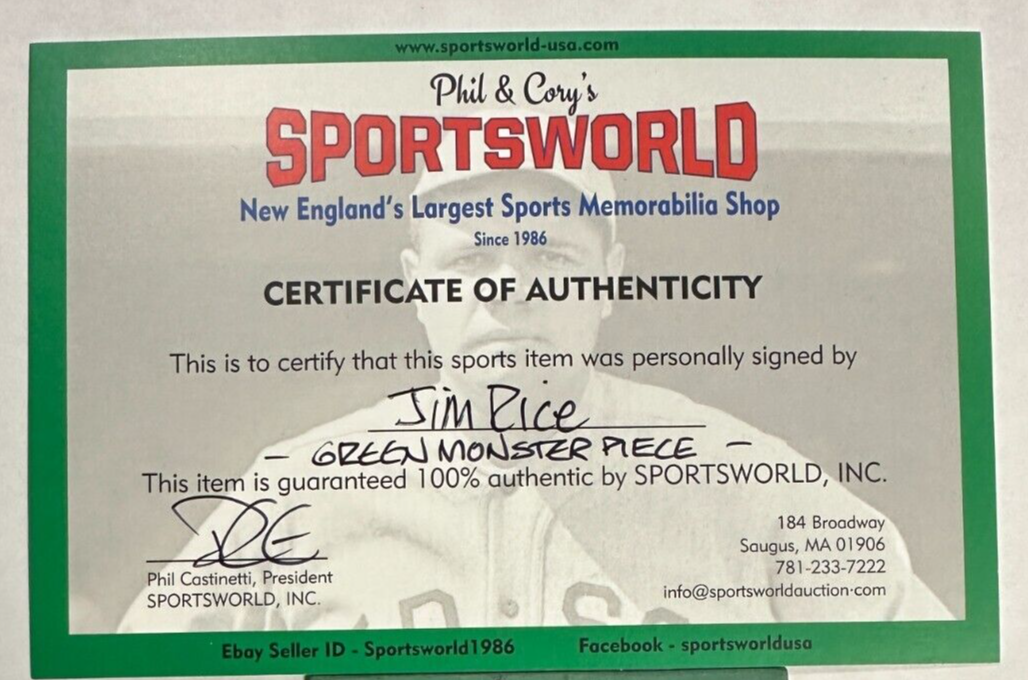 www.sportsworld-usa.com
Phil & Cory's
SPORTSWORLD
New England's Largest Sports Memorabilia Shop
Since 1986
CERTIFICATE OF AUTHENTICITY
This is to certify that this sports item was personally signed by
Jim Rice
- GREEN MONSTER PIECE -
This item is guaranteed 100% authentic by SPORTSWORLD, INC.
Phil Castinetti, President
SPORTSWORLD, INC.
184 Broadway
Saugus, MA 01906
781-233-7222
info@sportsworldauction.com
Ebay Seller ID - Sportsworld1986
Facebook - sportsworldusa